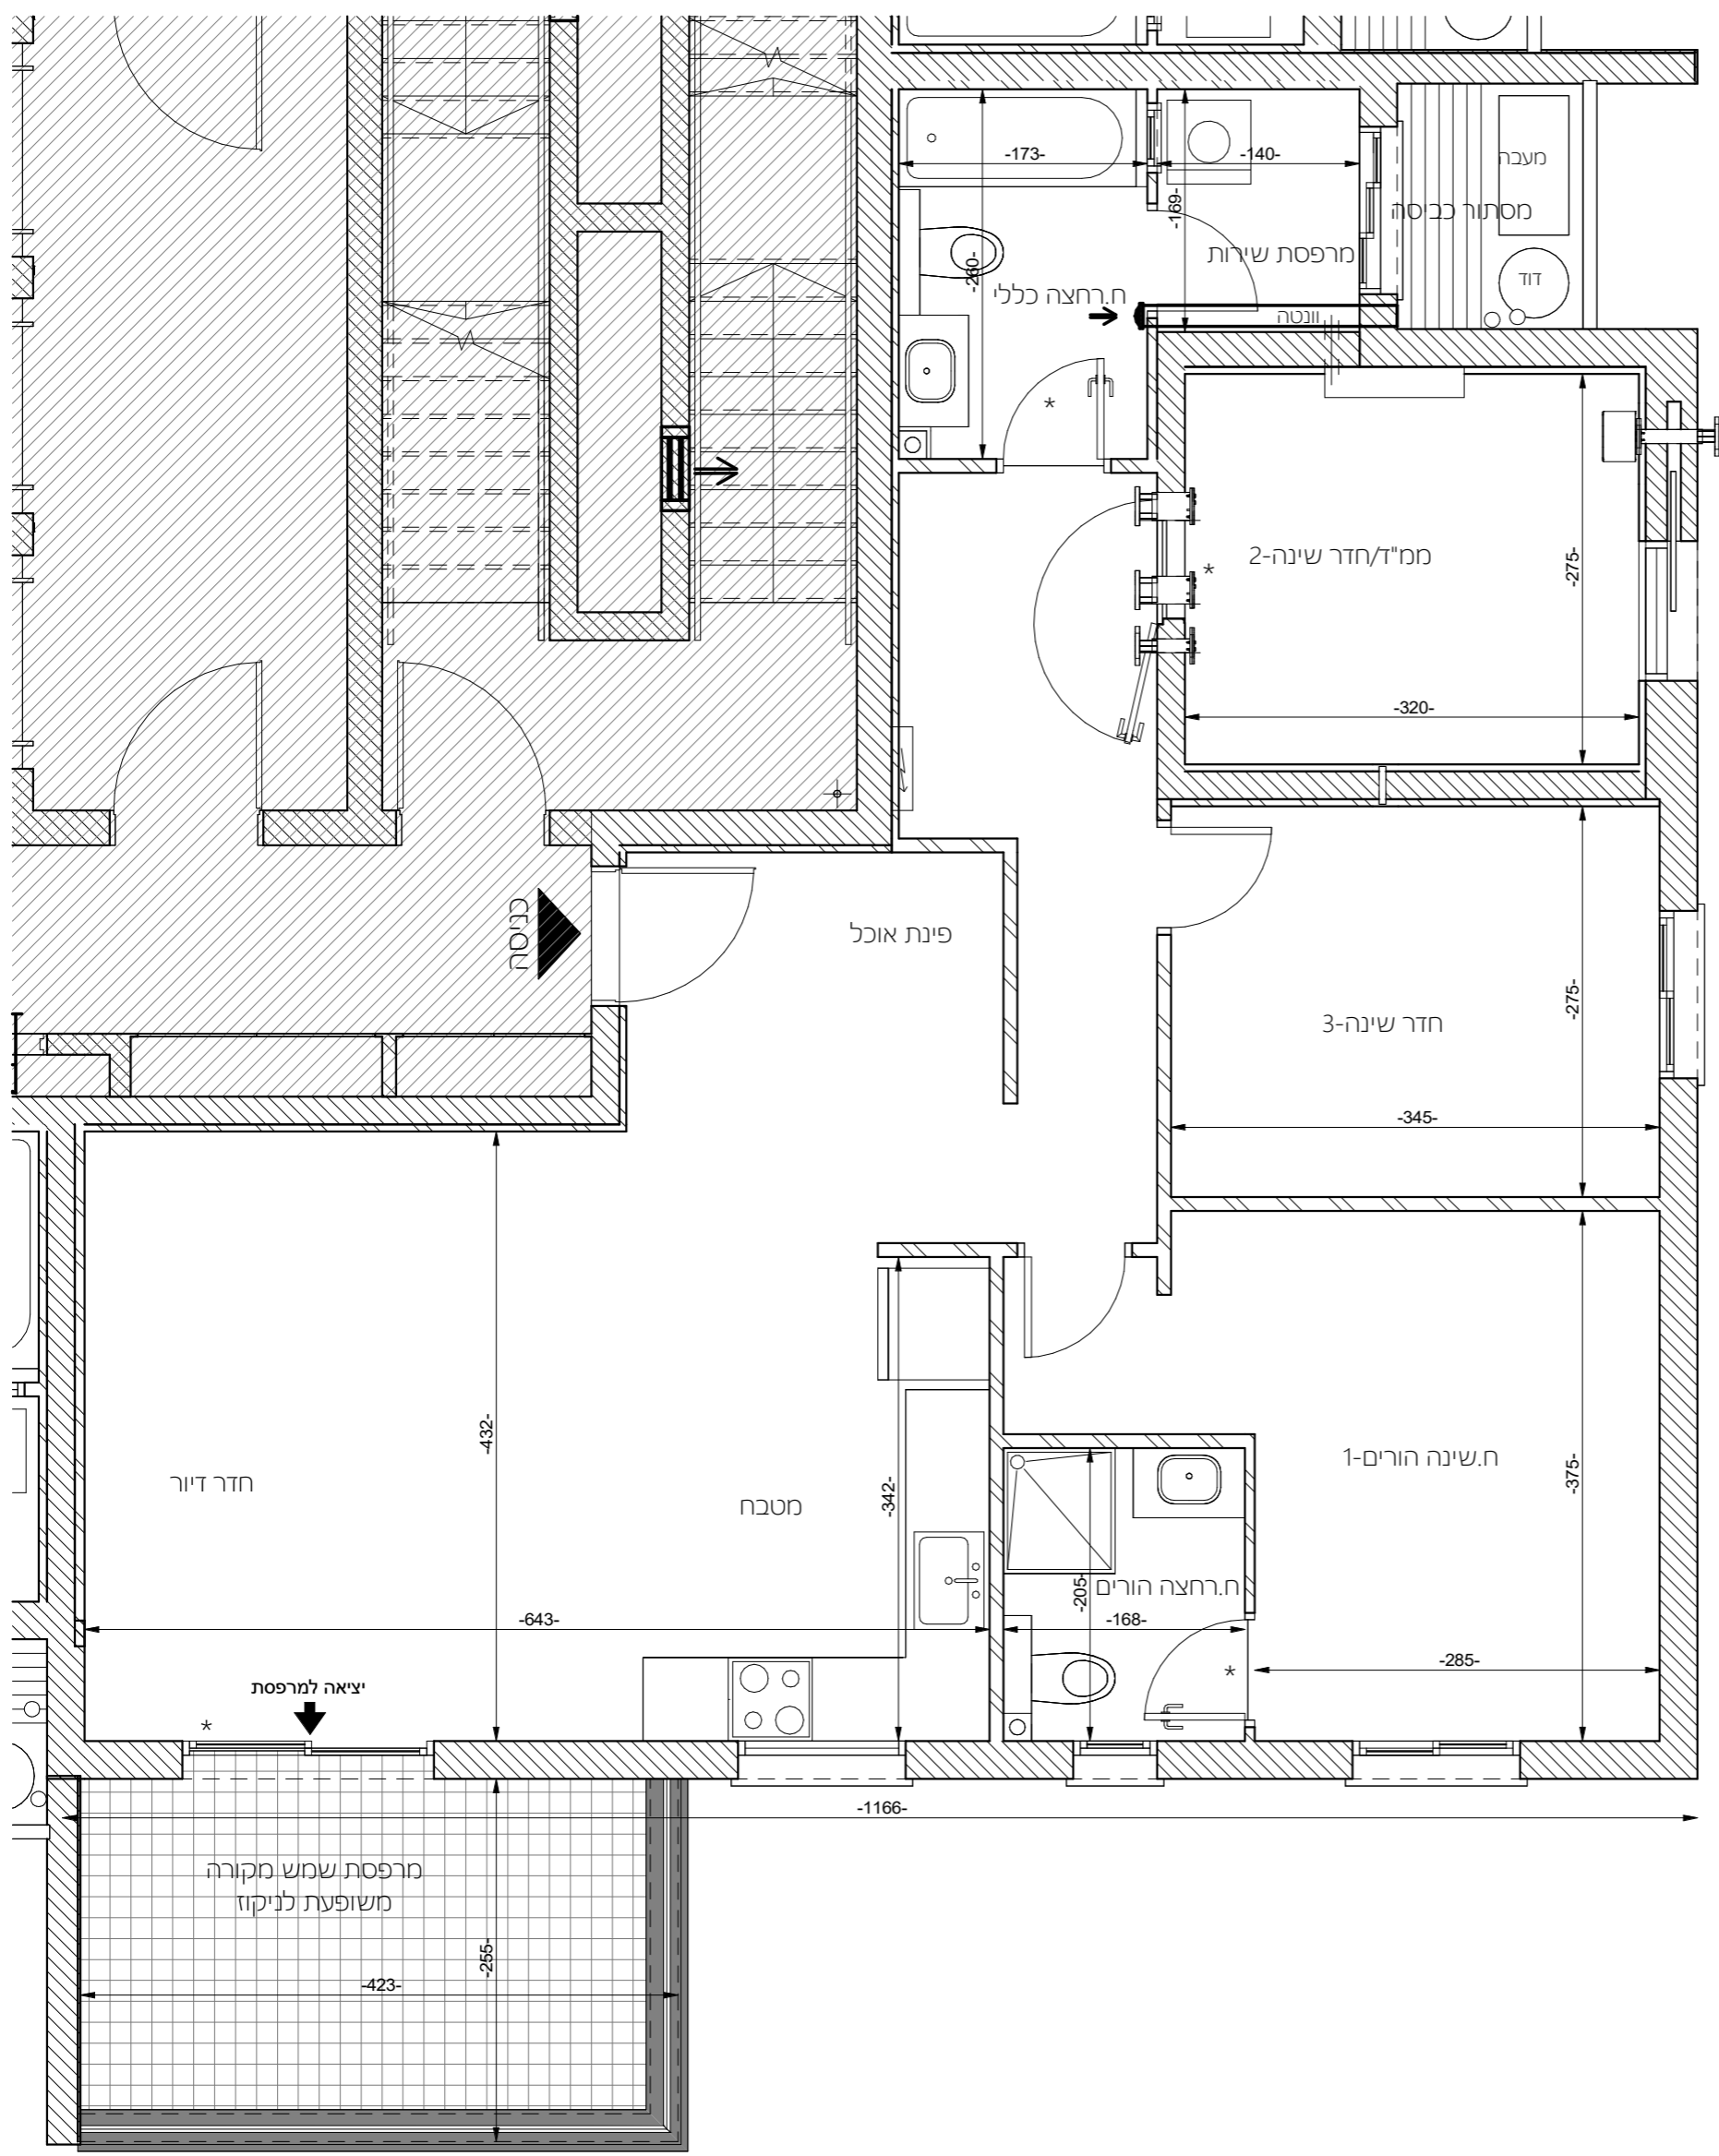 -173-
-140-
מעבה
-169-
מסתור כביסה
מרפסת שירות
-260-
דוד
ח.רחצה כללי
וונטה
*
ממ"ד/חדר שינה-2
*
-275-
-320-
כניסה
פינת אוכל
חדר שינה-3
-275-
-345-
-432-
-342-
ח.שינה הורים-1
-375-
חדר דיור
מטבח
-205-
ח.רחצה הורים
-643-
-168-
-285-
*
יציאה למרפסת
*
-1166-
מרפסת שמש מקורה
משופעת לניקוז
-255-
-423-